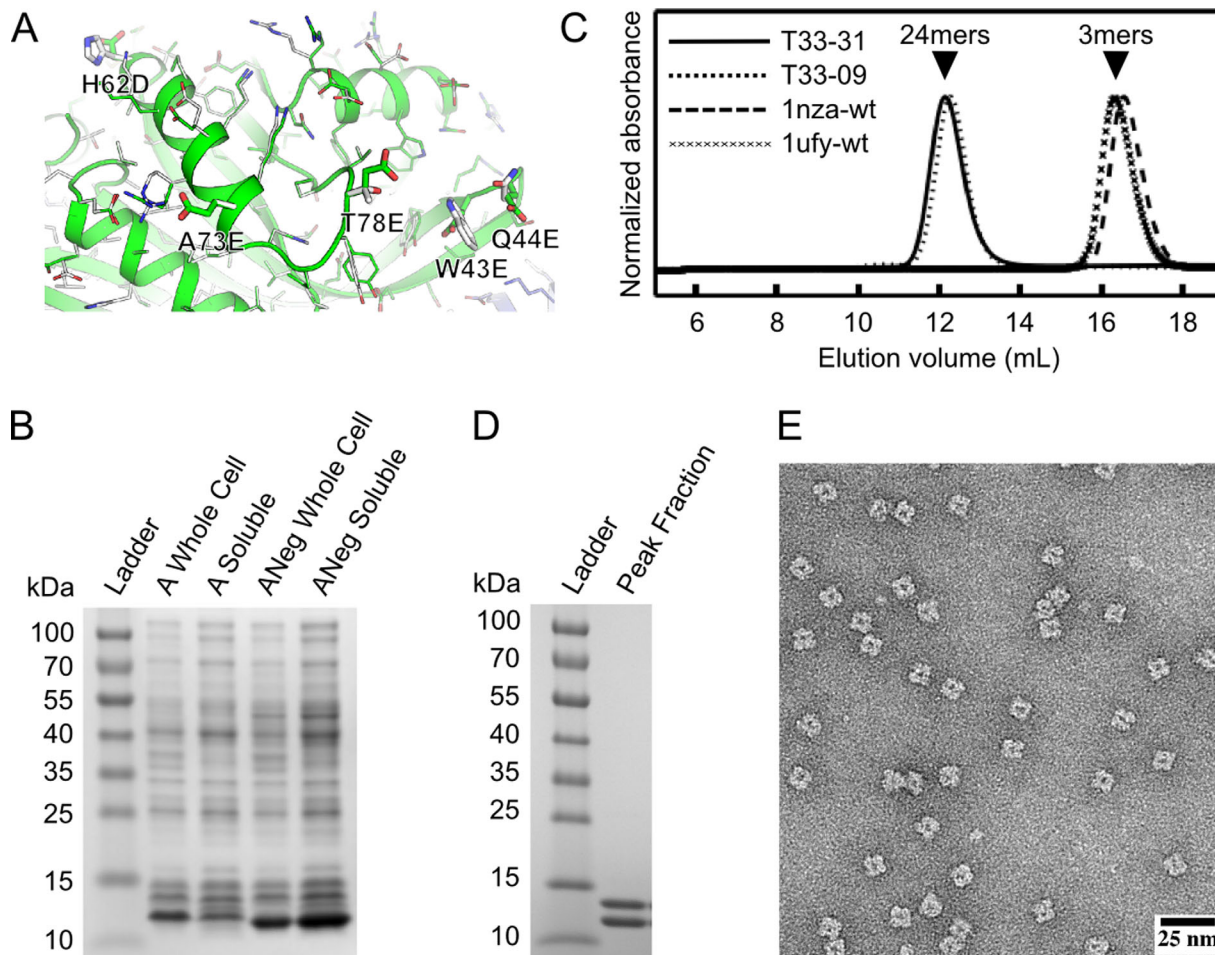 A
H62D
A73E
T78E
W43E
Q44E
C
Normalized absorbance
T33-31
T33-09
1nza-wt
1ufy-wt
24mers
3mers
6
8
10
12
14
16
18
Elution volume (mL)
B
kDa
Ladder
A Whole Cell
A Soluble
ANeg Whole Cell
ANeg Soluble
100
70
55
40
35
25
15
10
D
kDa
Ladder
Peak Fraction
100
70
55
40
35
25
15
10
E
25 nm